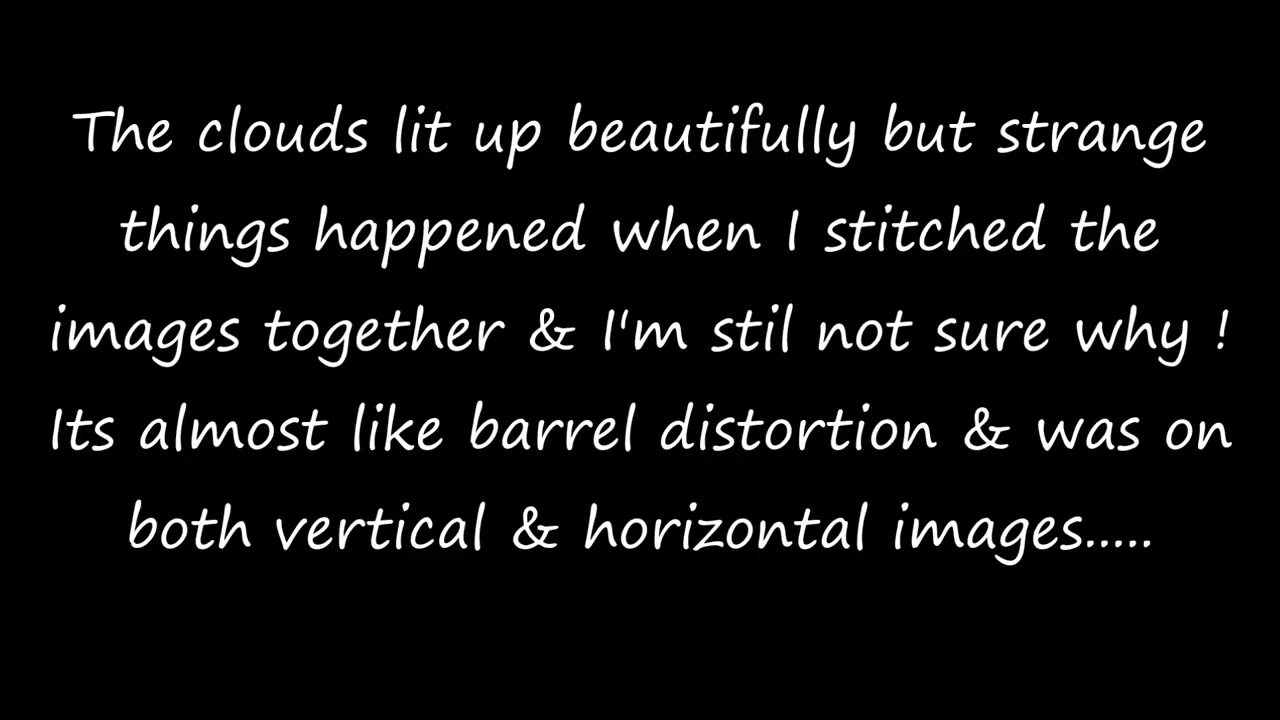 The clouds lit up beautifully but strange
things happened when I stitched the
images together & I'm stil not sure why !
Its almost like barrel distortion & was on
both vertical & horizontal images.....